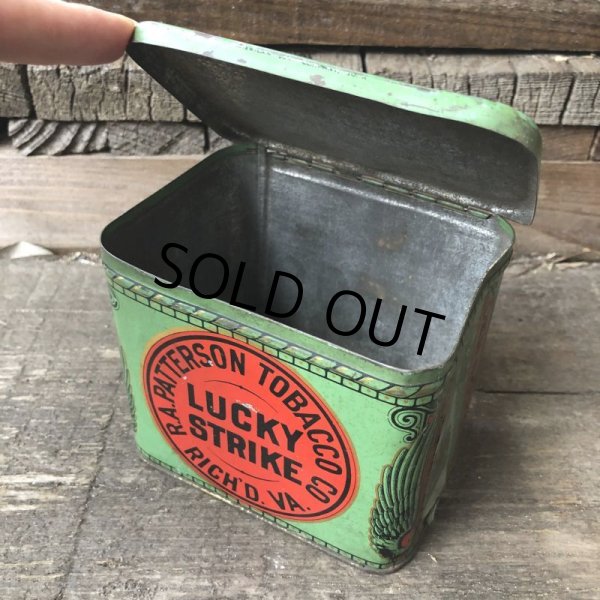 SOLD OUT
R.A. PATTERSON TOBACCO CO
LUCKY
STRIKE
RICH'D. VA.